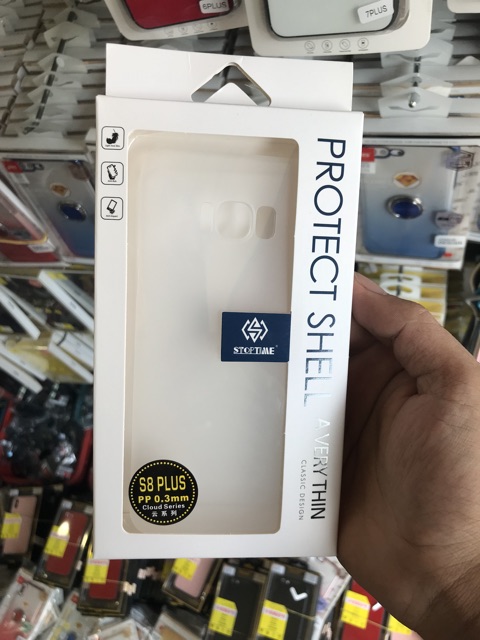 6PLUS
7PLUS
PROTECT SHELL
A VERY THIN
CLASSIC DESIGN
STOPTIME
S8 PLUS
PP 0.3mm
Cloud Series
云系列